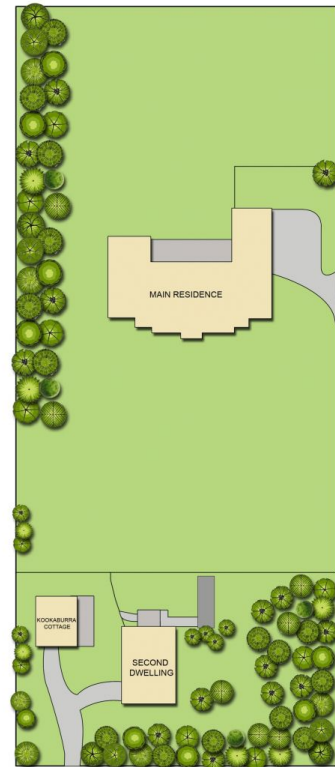 MAIN RESIDENCE
KOOKABURRA
COTTAGE
SECOND
DWELLING